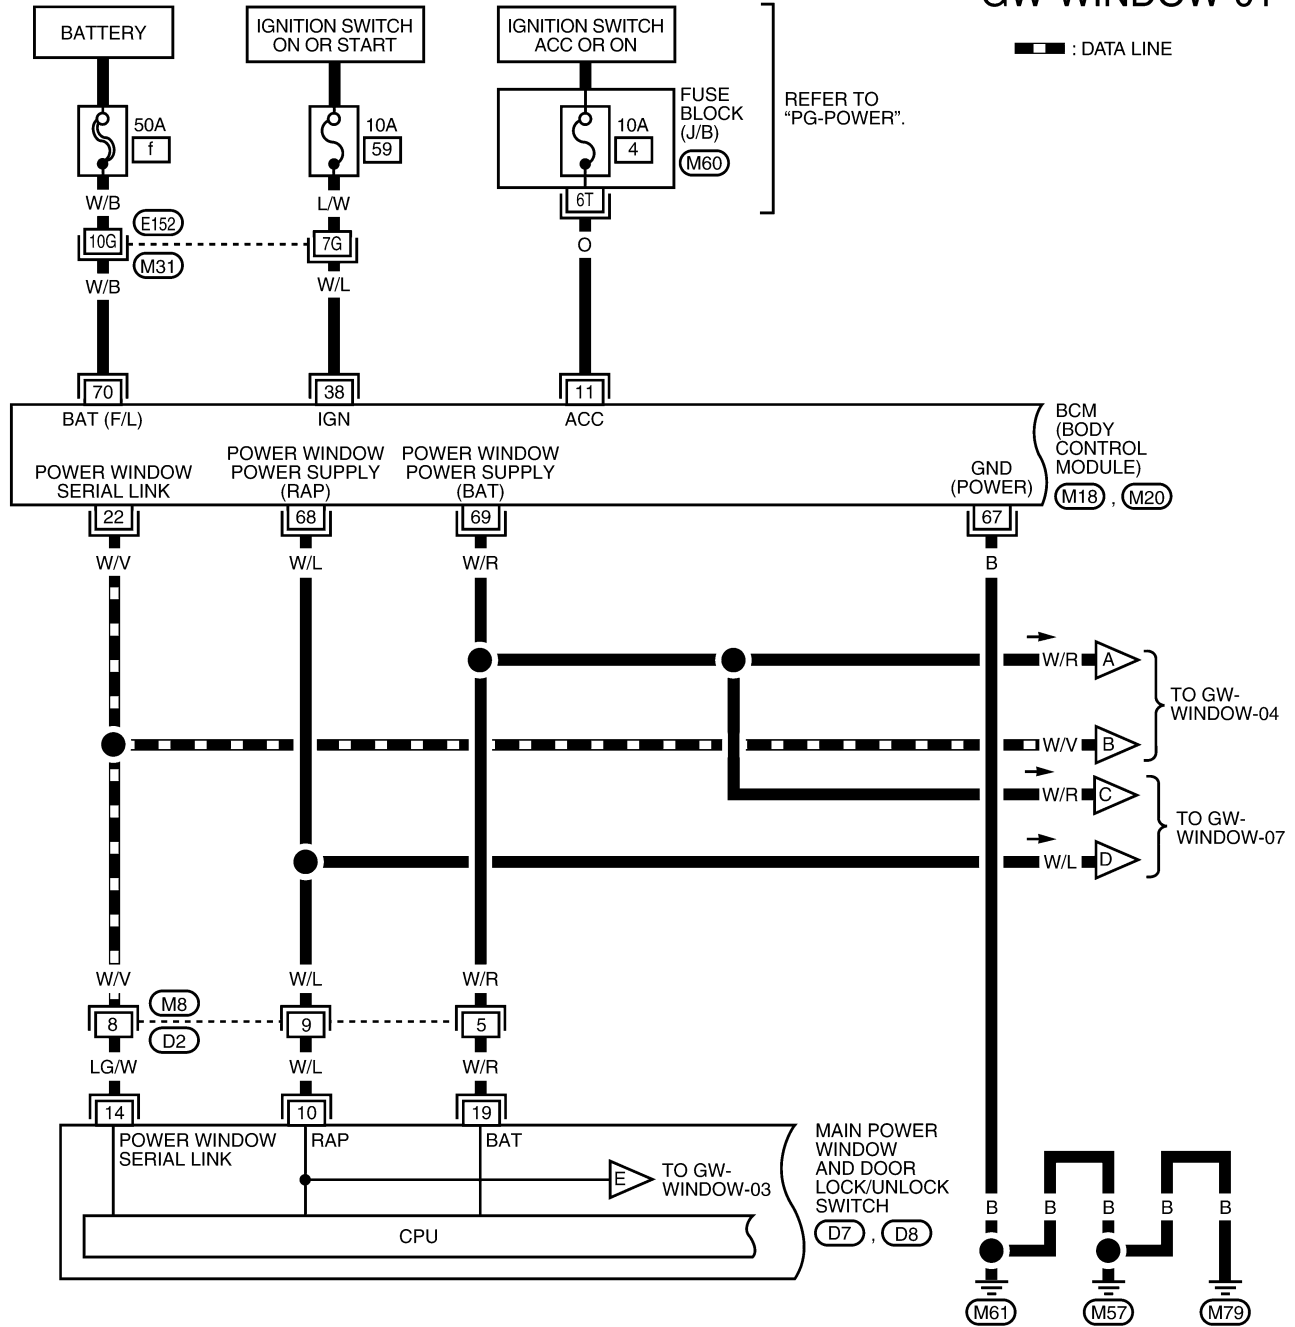 GW-WINDOW-01
: DATA LINE
BATTERY
IGNITION SWITCH
ON OR START
IGNITION SWITCH
ACC OR ON
50A
f
10A
59
10A
4
FUSE
BLOCK
(J/B)
M60
REFER TO
“PG-POWER”.
W/B
L/W
6T
E152
10G
7G
O
M31
W/B
W/L
70
38
11
BAT (F/L)
IGN
ACC
BCM
(BODY
CONTROL
MODULE)
M18 , M20
POWER WINDOW
SERIAL LINK
POWER WINDOW
POWER SUPPLY
(RAP)
POWER WINDOW
POWER SUPPLY
(BAT)
GND
(POWER)
22
68
69
67
W/V
W/L
W/R
B
W/R
A
W/V
B
TO GW-
WINDOW-04
W/R
C
W/L
D
TO GW-
WINDOW-07
W/V
W/L
W/R
M8
8
9
5
D2
LG/W
W/L
W/R
14
10
19
POWER WINDOW
SERIAL LINK
RAP
BAT
E
TO GW-
WINDOW-03
CPU
MAIN POWER
WINDOW
AND DOOR
LOCK/UNLOCK
SWITCH
D7 , D8
B
B
B
B
B
M61
M57
M79